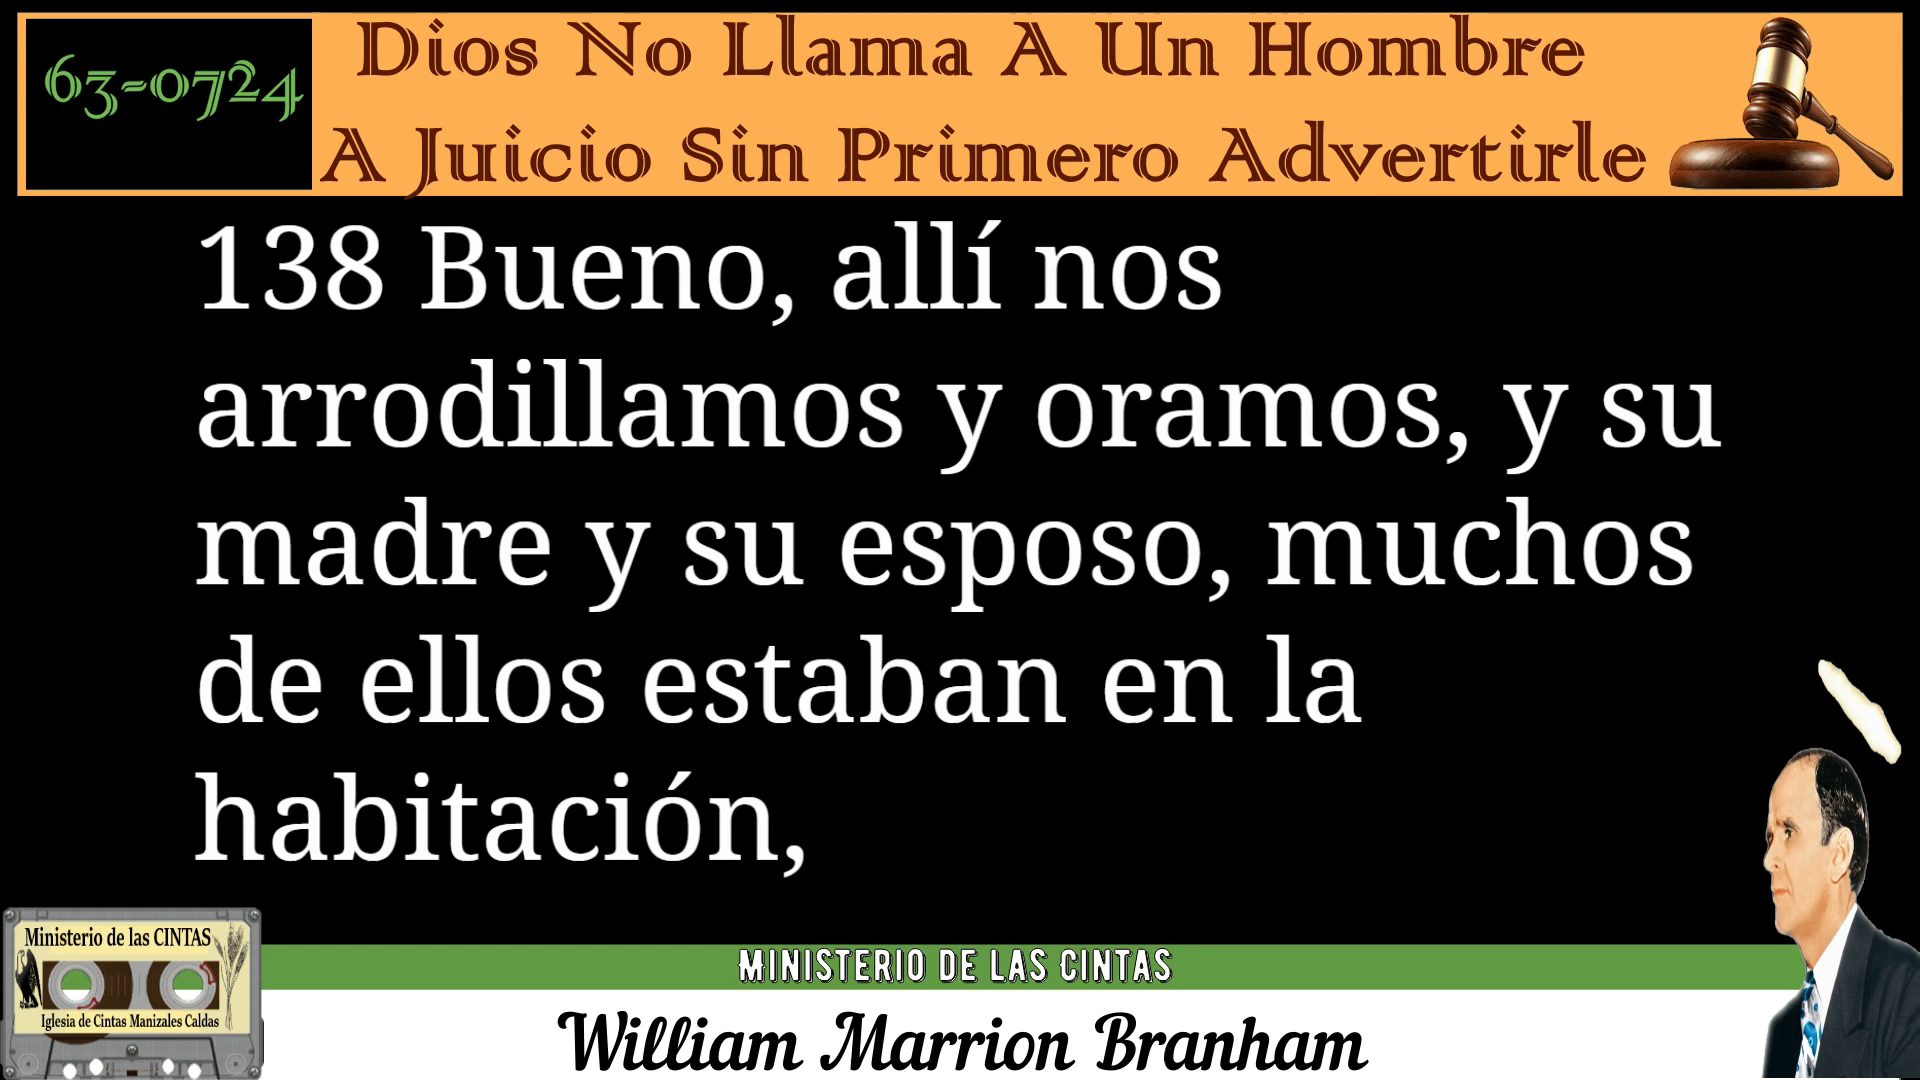 63-0724
Dios No Llama A Un Hombre
A Juicio Sin Primero Advertirle
138 Bueno, allí nos
arrodillamos y oramos, y su
madre y su esposo, muchos
de ellos estaban en la
habitación,
Ministerio de las CINTAS
Iglesia de Cintas Manizales Caldas
MINISTERIO DE LAS CINTAS
William Marrion Branham